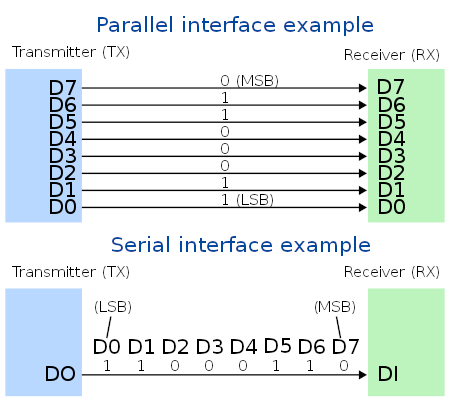 Parallel interface example
Transmitter (TX)
Receiver (RX)
D7 0 (MSB) D7
D6 1 D6
D5 1 D5
D4 0 D4
D3 0 D3
D2 0 D2
D1 1 D1
D0 1 (LSB) D0
Serial interface example
Transmitter (TX)
Receiver (RX)
(LSB) (MSB)
D0 D1 D2 D3 D4 D5 D6 D7
1 1 0 0 0 1 1 0
DO DI